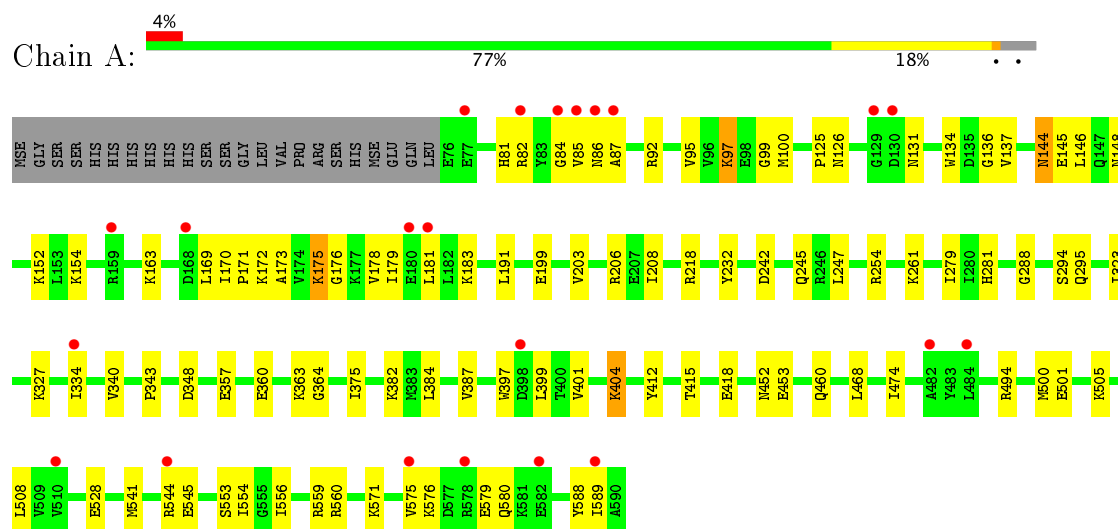 4%
Chain A:
77% 18% • •
MSE GLY SER SER HIS HIS HIS HIS HIS HIS SER SER GLY LEU VAL PRO ARG SER HIS MSE GLU GLN LEU E76 E77 H81 R82 Y83 G84 V85 N86 A87 R92 V95 V96 K97 E98 G99 M100 P125 N126 G129 D130 N131 W134 D135 G136 V137 N144 E145 L146 Q147 N148
K152 L153 K154 R159 K163 D168 L169 I170 P171 K172 A173 V174 K175 G176 K177 V178 I179 E180 L181 L182 K183 L191 E199 V203 R206 E207 I208 R218 Y232 D242 Q245 R246 L247 R254 K261 I279 I280 H281 G288 S294 Q295
K327 I334 V340 P343 D348 E357 E360 K363 G364 I375 K382 M383 L384 V387 W397 D398 L399 T400 V401 K404 Y412 T415 E418 N452 E453 Q460 L468 I474 A482 Y483 L484 R494 M500 E501 K505
L508 V509 V510 E528 M541 R544 E545 S553 I554 G555 I556 R559 R560 K571 V575 K576 D577 R578 E579 Q580 K581 E582 Y588 I589 A590